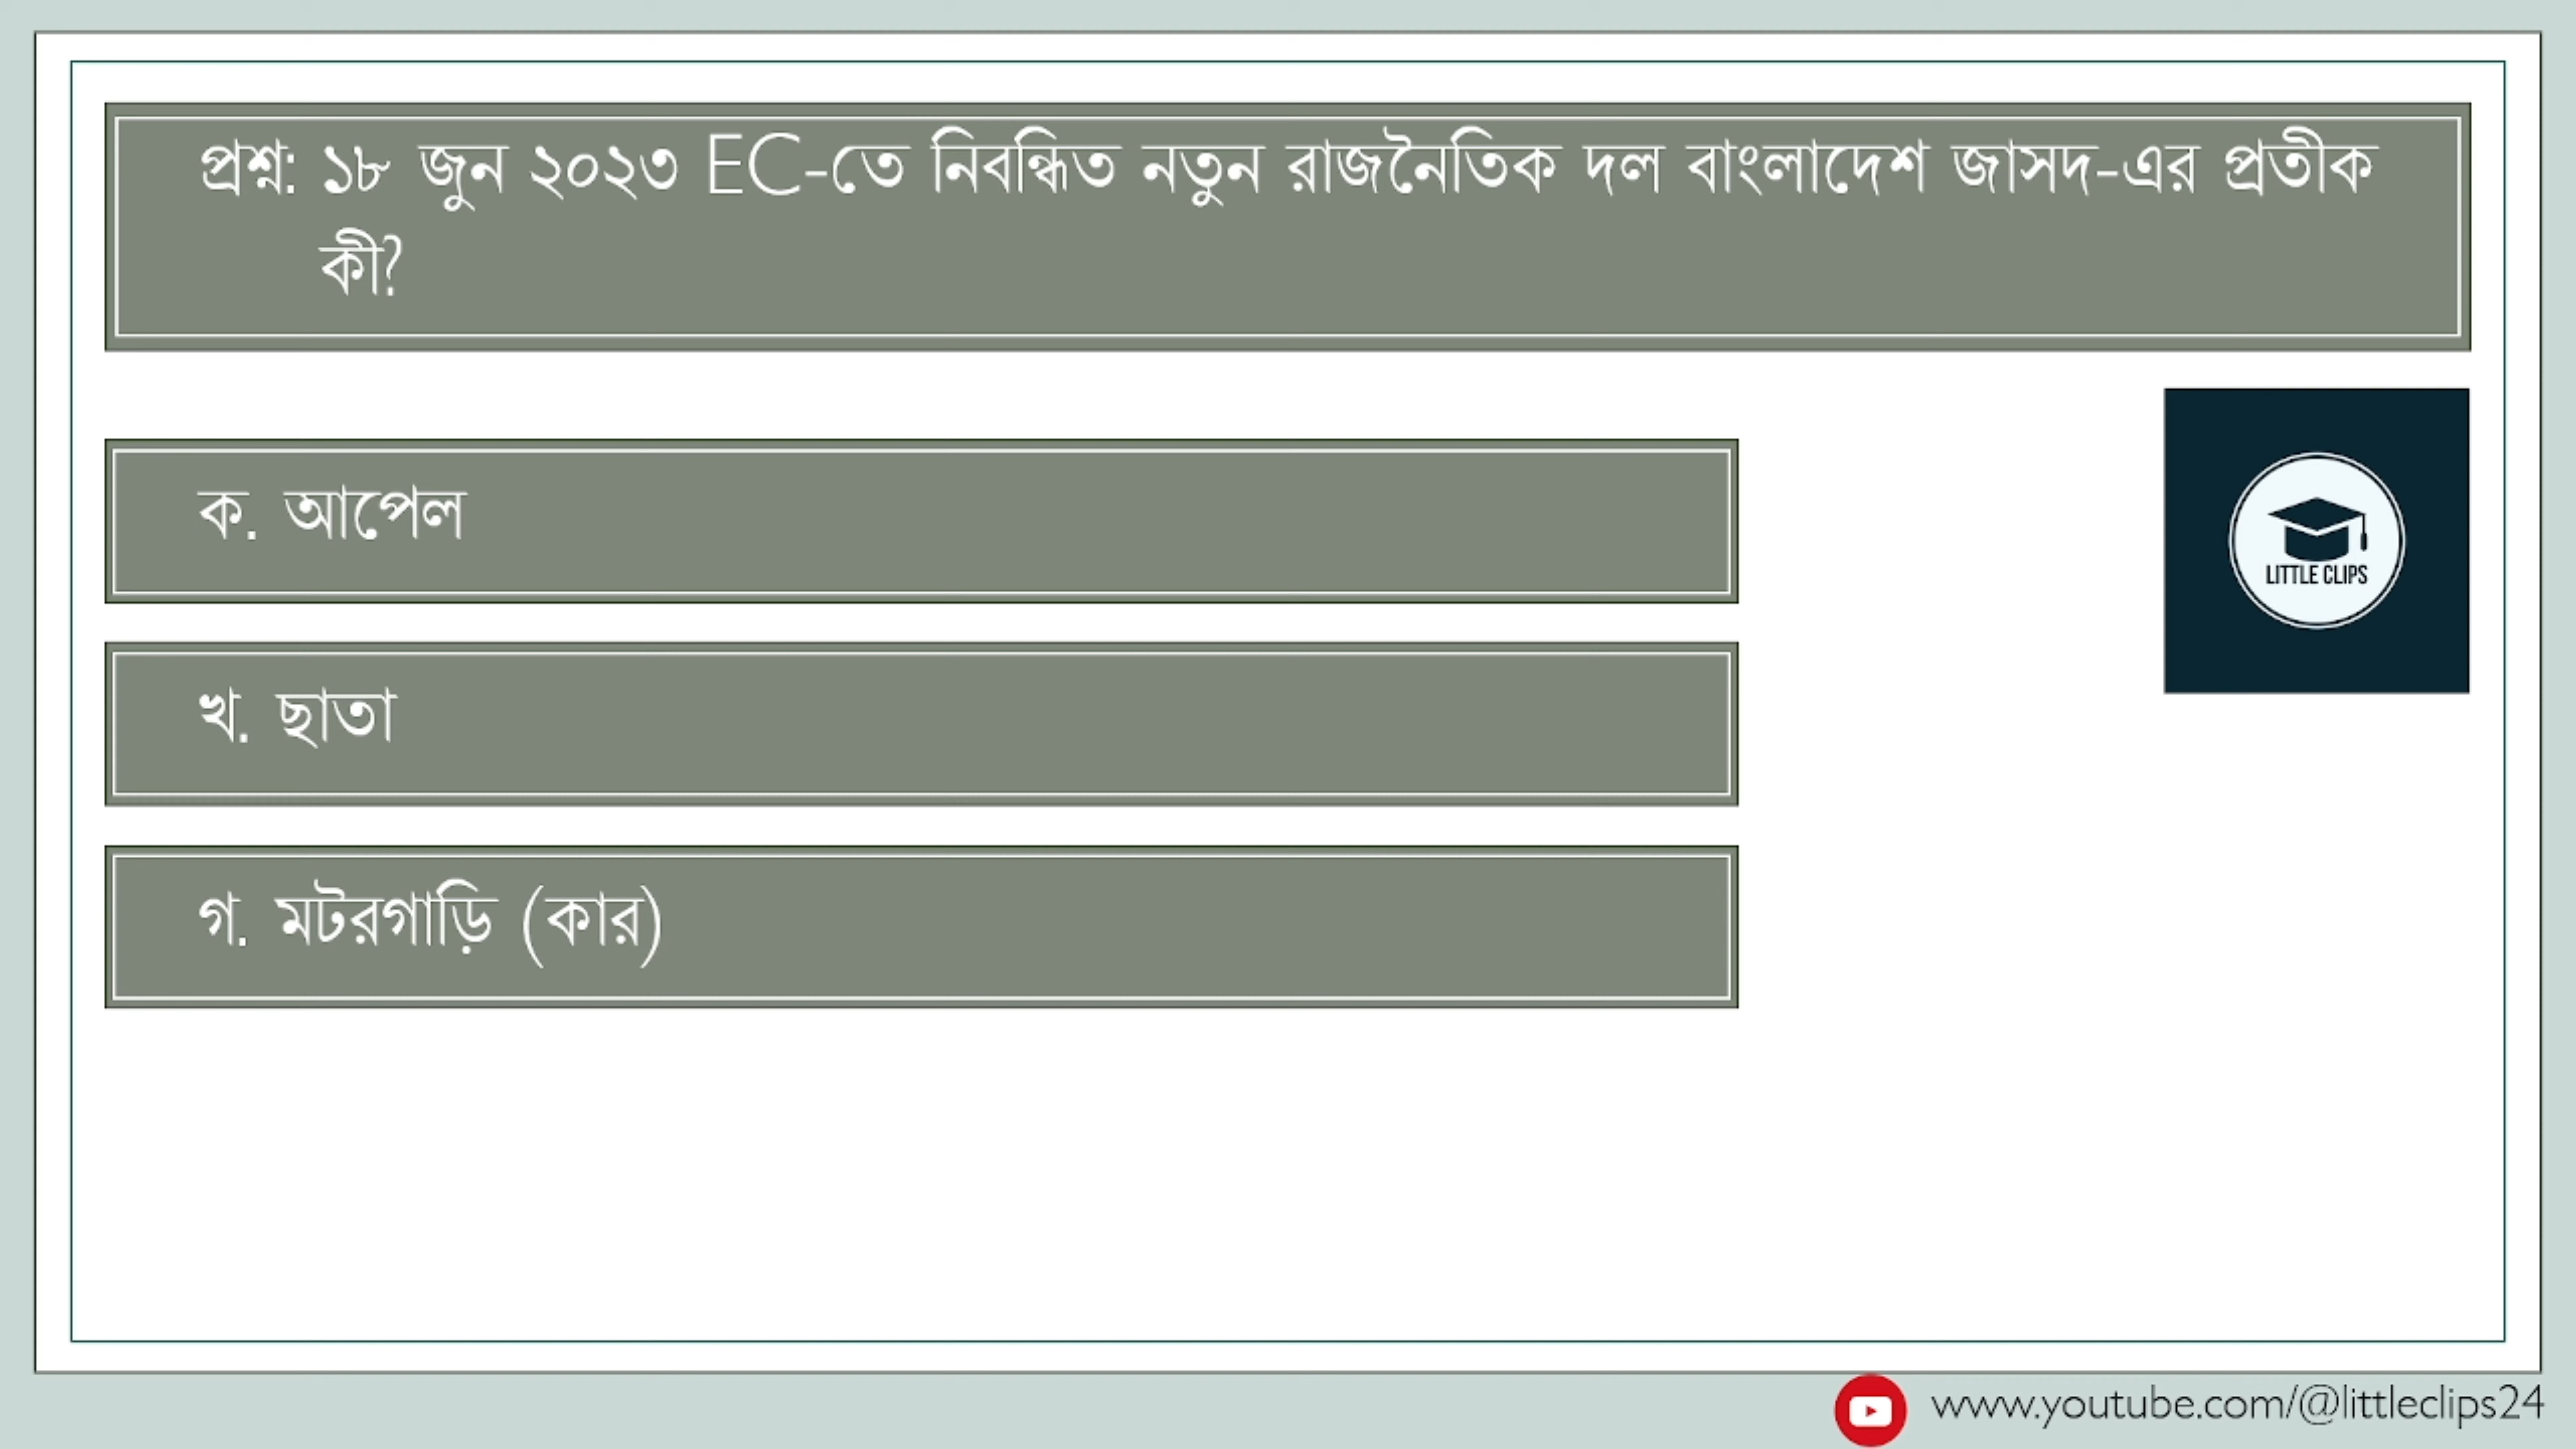 প্রশ্ন: ১৮ জুন ২০২৩ EC-তে নিবন্ধিত নতুন রাজনৈতিক দল বাংলাদেশ জাসদ-এর প্রতীক
কী?
ক. আপেল
LITTLE CLIPS
খ. ছাতা
গ. মটরগাড়ি (কার)
www.youtube.com/@littleclips24